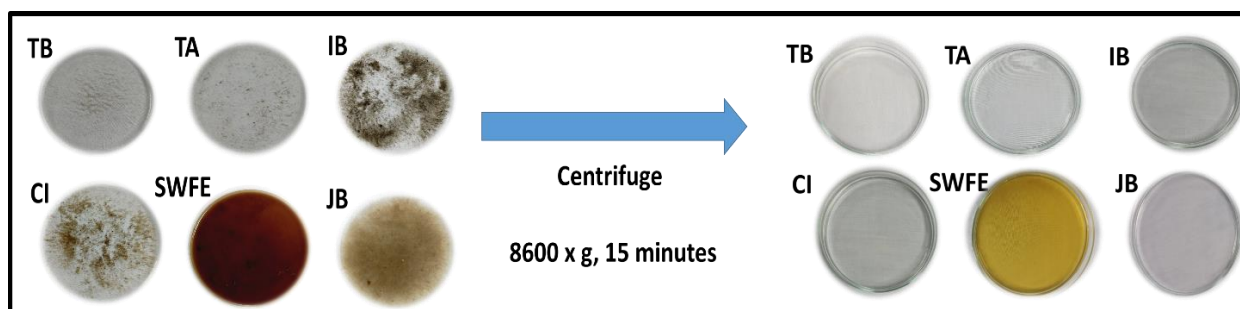 TB
TA
IB
CI
SWFE
JB
Centrifuge
8600 x g, 15 minutes
TB
TA
IB
CI
SWFE
JB